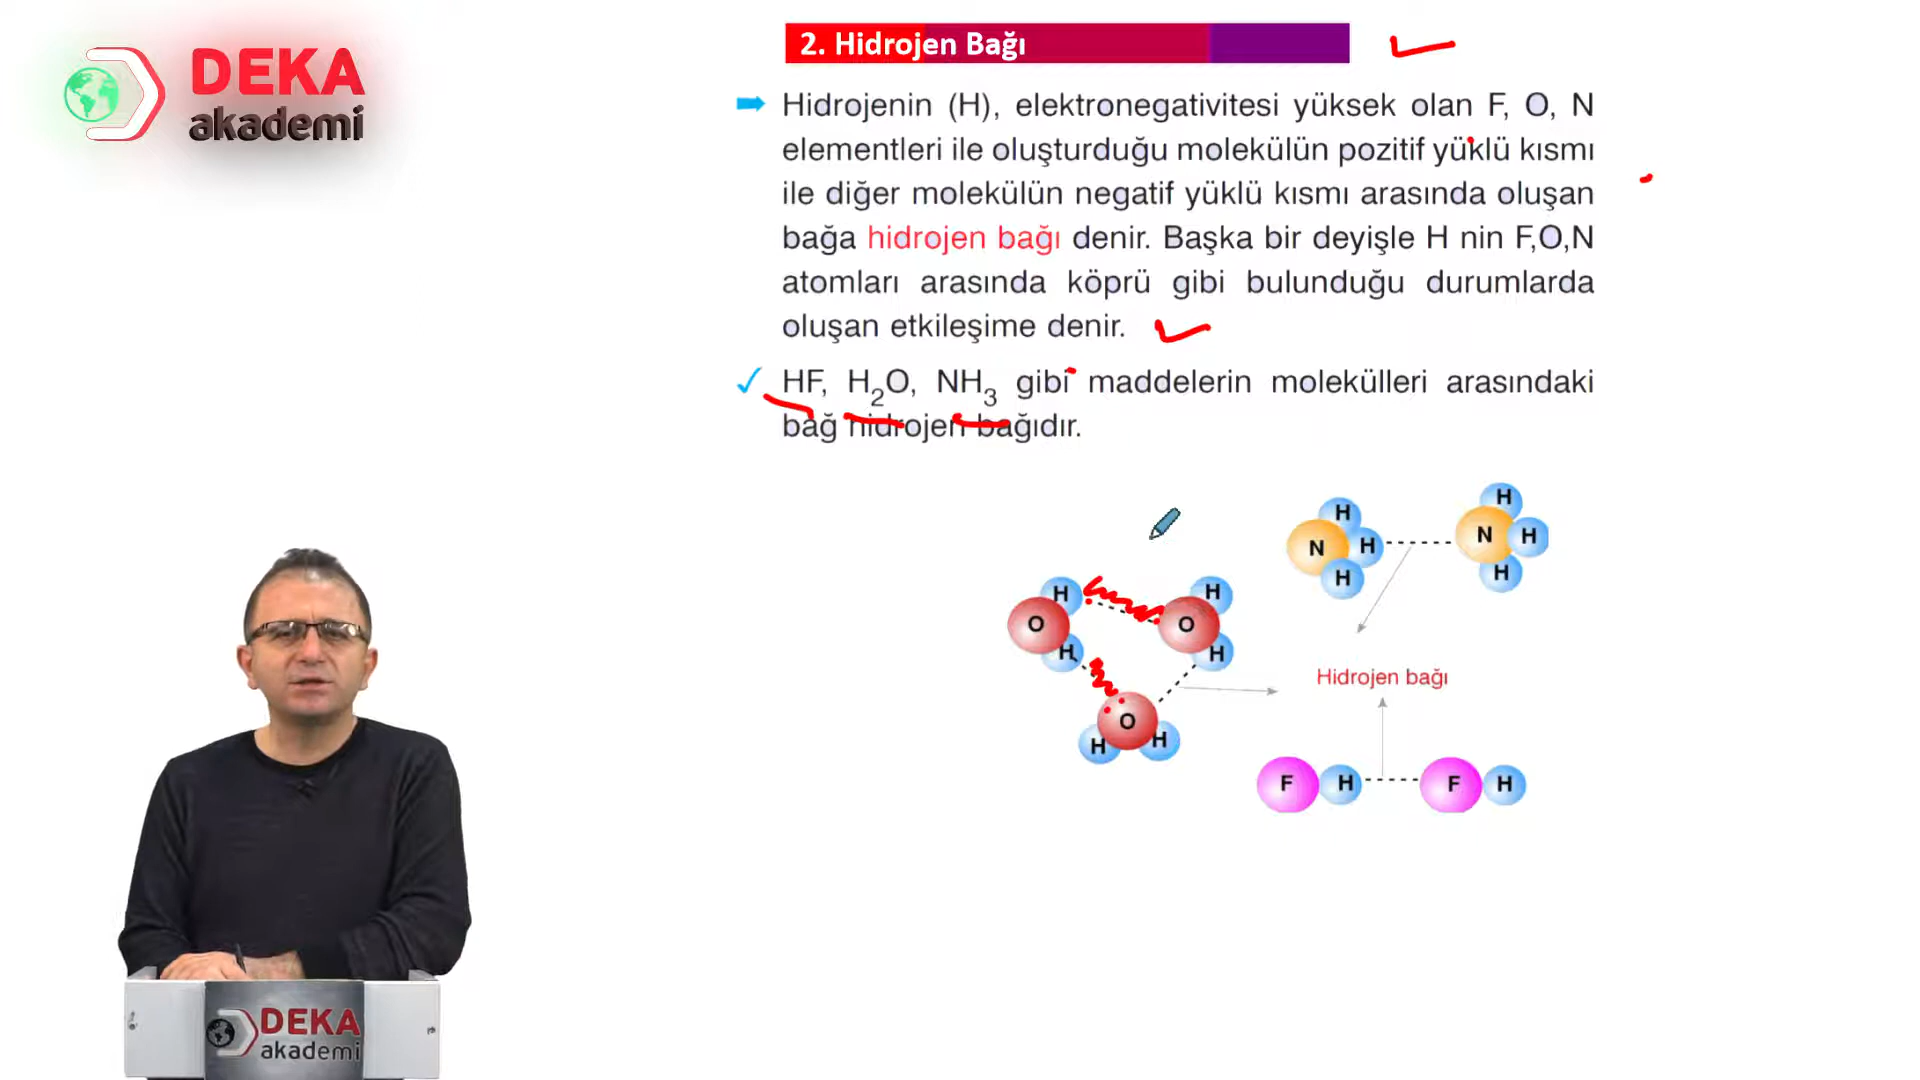 DEKA
akademi
2. Hidrojen Bağı
Hidrojenin (H), elektronegativitesi yüksek olan F, O, N
elementleri ile oluşturduğu molekülün pozitif yüklü kısmı
ile diğer molekülün negatif yüklü kısmı arasında oluşan
bağa hidrojen bağı denir. Başka bir deyişle H nin F,O,N
atomları arasında köprü gibi bulunduğu durumlarda
oluşan etkileşime denir.
HF, H₂O, NH₃ gibi maddelerin molekülleri arasındaki
bağ hidrojen bağıdır.
H H
N H N H
H H
H H
O O
H H
Hidrojen bağı
O
H H
F H F H
DEKA
akademi